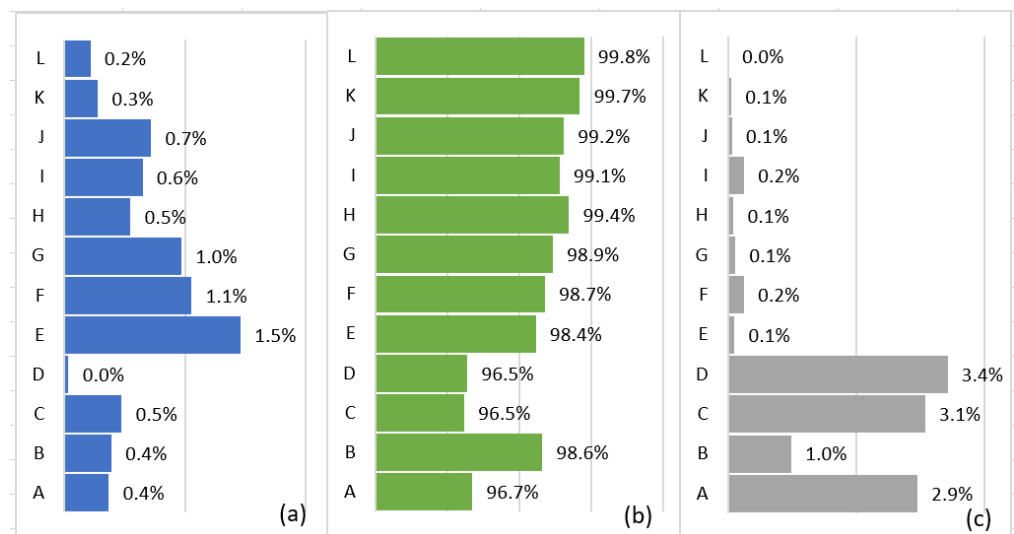 L 0.2%
K 0.3%
J 0.7%
I 0.6%
H 0.5%
G 1.0%
F 1.1%
E 1.5%
D 0.0%
C 0.5%
B 0.4%
A 0.4%
(a)
L 99.8%
K 99.7%
J 99.2%
I 99.1%
H 99.4%
G 98.9%
F 98.7%
E 98.4%
D 96.5%
C 96.5%
B 98.6%
A 96.7%
(b)
L 0.0%
K 0.1%
J 0.1%
I 0.2%
H 0.1%
G 0.1%
F 0.2%
E 0.1%
D 3.4%
C 3.1%
B 1.0%
A 2.9%
(c)